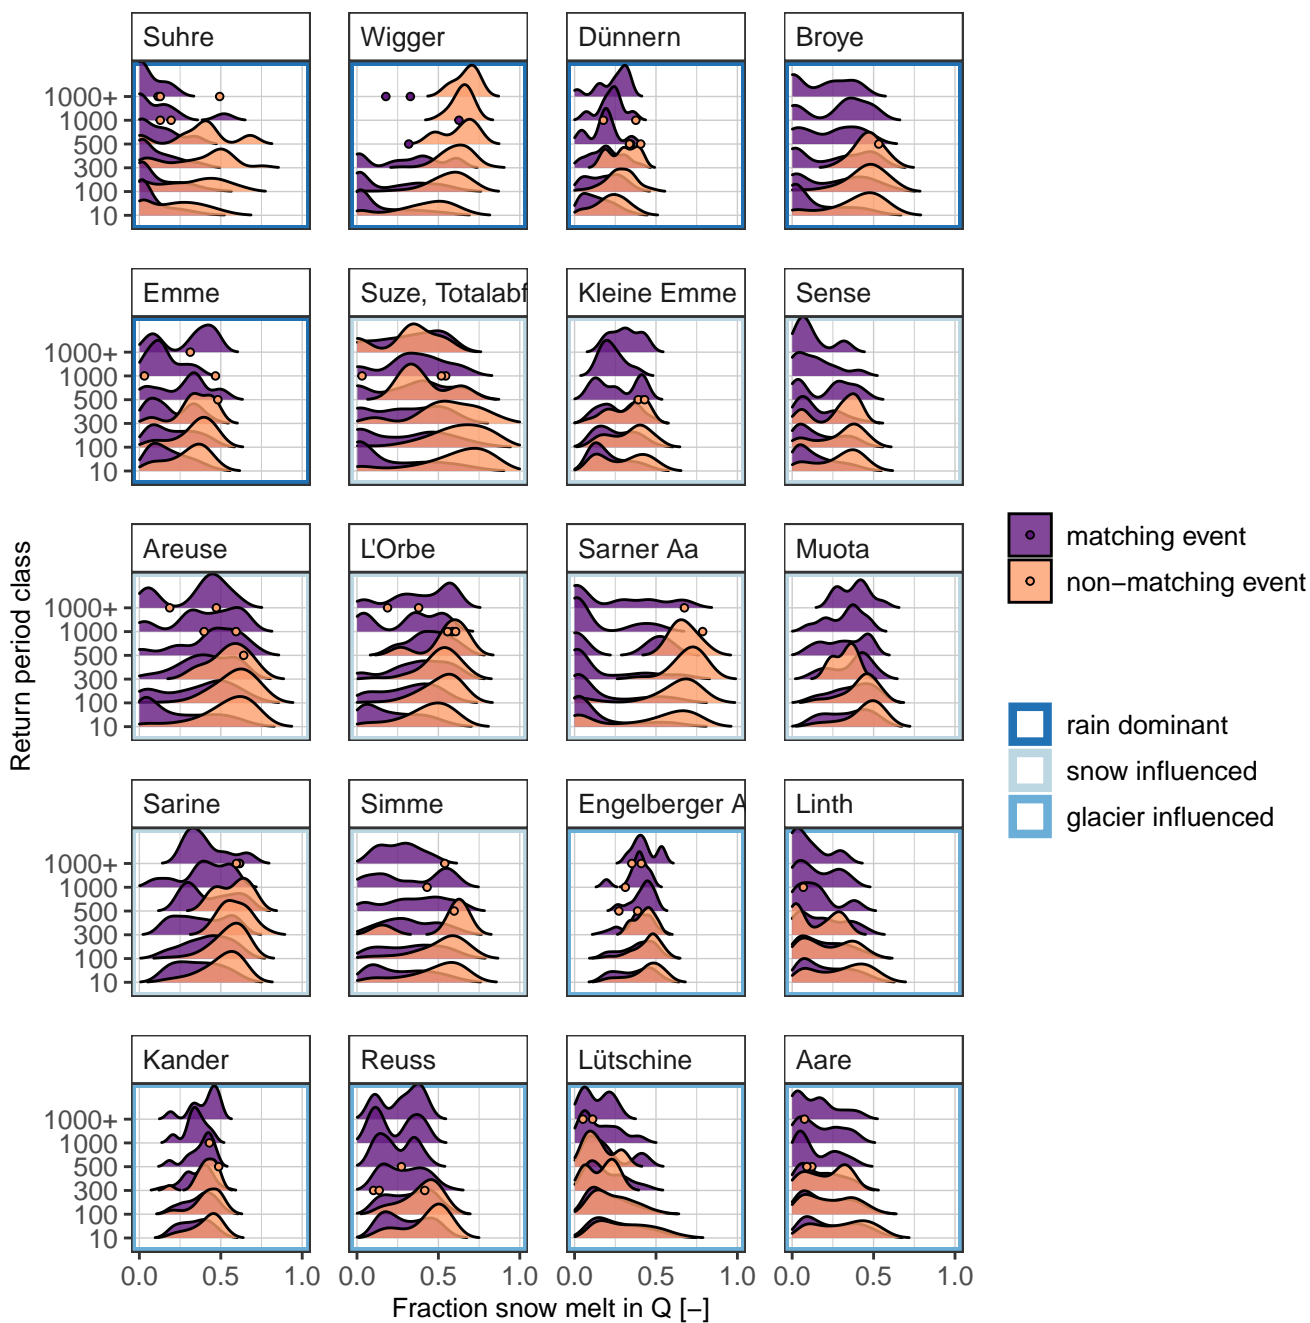 Suhre Wigger Dünnern Broye
1000+
1000
500
300
100
10
Emme Suze, Totalabf Kleine Emme Sense
1000+
1000
500
300
100
10
Areuse L'Orbe Sarner Aa Muota
1000+
1000
500
300
100
10
Sarine Simme Engelberger A Linth
1000+
1000
500
300
100
10
Kander Reuss Lütschine Aare
1000+
1000
500
300
100
10
0.0 0.5 1.0 0.0 0.5 1.0 0.0 0.5 1.0 0.0 0.5 1.0
Fraction snow melt in Q [−]
Return period class
matching event
non−matching event
rain dominant
snow influenced
glacier influenced